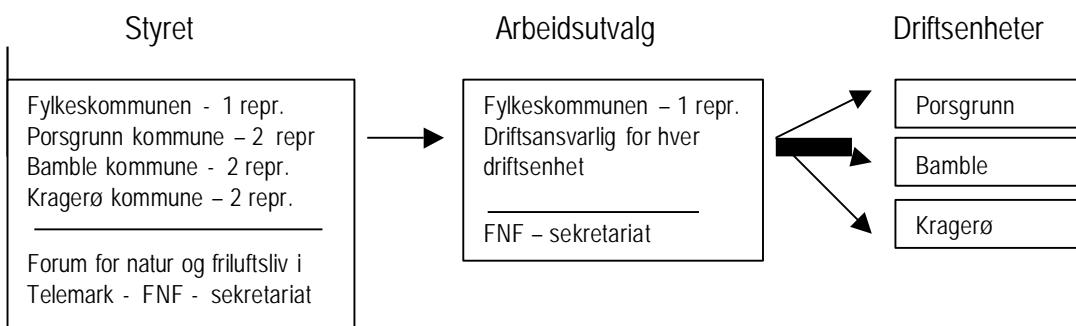 Styret
Fylkeskommunen - 1 repr.
Porsgrunn kommune – 2 repr
Bamble kommune - 2 repr.
Kragerø kommune – 2 repr.
Forum for natur og friluftsliv i
Telemark - FNF - sekretariat
Arbeidsutvalg
Fylkeskommunen – 1 repr.
Driftsansvarlig for hver
driftsenhet
FNF – sekretariat
Driftsenheter
Porsgrunn
Bamble
Kragerø